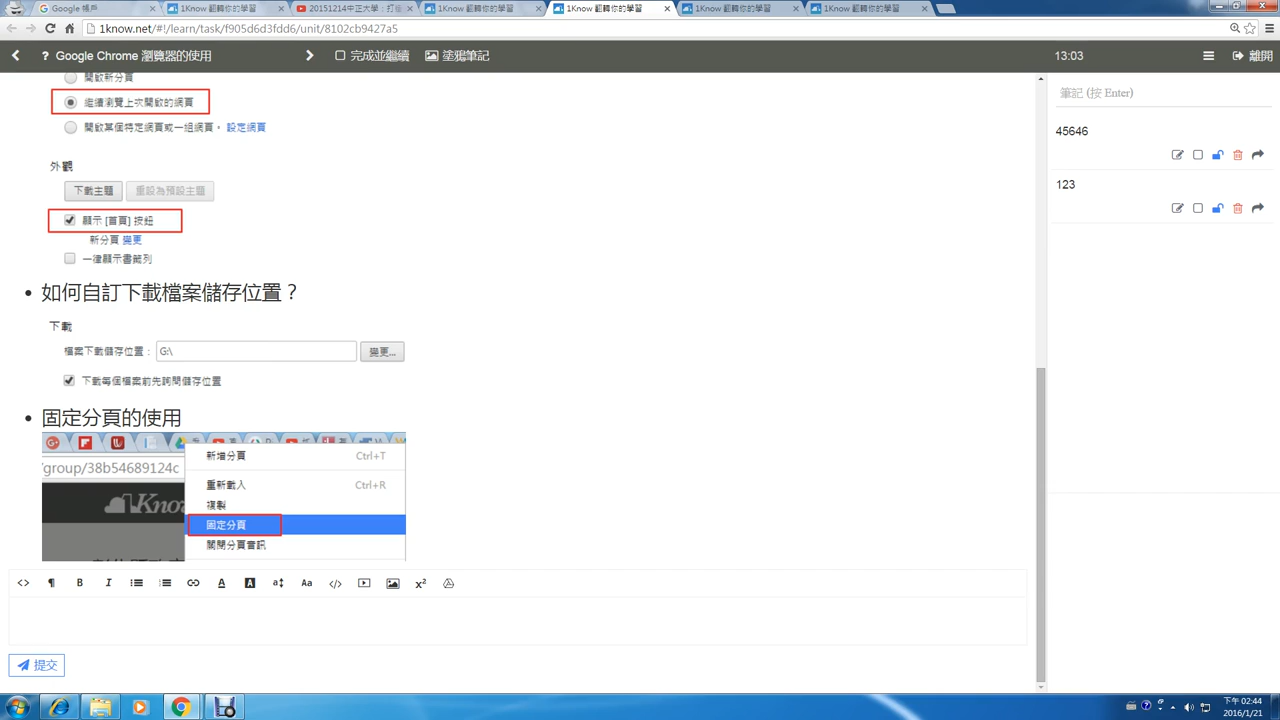 Google 帳戶
1Know 翻轉你的學習
20151214中正大學：打
1Know 翻轉你的學習
1Know 翻轉你的學習
1Know 翻轉你的學習
1Know 翻轉你的學習
1know.net/#!/learn/task/f905d6d3fdd6/unit/8102cb9427a5
? Google Chrome 瀏覽器的使用
完成並繼續
塗鴉筆記
13:03
離開
開啟新分頁
繼續瀏覽上次開啟的網頁
開啟某個特定網頁或一組網頁。 設定網頁
外觀
下載主題
重設為預設主題
顯示 [首頁] 按鈕
新分頁 變更
一律顯示書籤列
• 如何自訂下載檔案儲存位置？
下載
檔案下載儲存位置：
G:\
變更...
下載每個檔案前先詢問儲存位置
• 固定分頁的使用
/group/38b54689124c
1Know
新增分頁 Ctrl+T
重新載入 Ctrl+R
複製
固定分頁
關閉分頁音訊
提交
筆記 (按 Enter)
45646
123
下午 02:44
2016/1/21